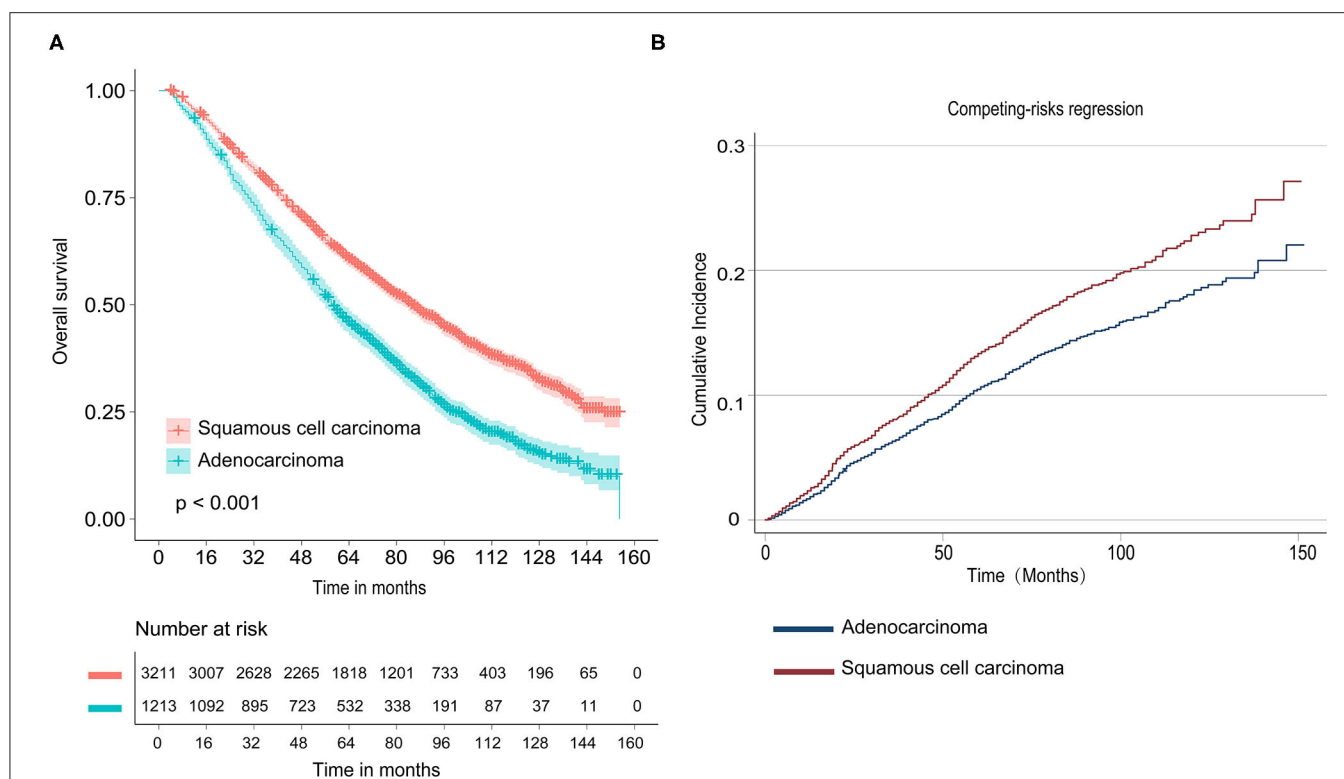 A
1.00
0.75
0.50
0.25
0.00
Overall survival
Squamous cell carcinoma
Adenocarcinoma
p < 0.001
0 16 32 48 64 80 96 112 128 144 160
Time in months
Number at risk
3211 3007 2628 2265 1818 1201 733 403 196 65 0
1213 1092 895 723 532 338 191 87 37 11 0
0 16 32 48 64 80 96 112 128 144 160
Time in months
B
Competing-risks regression
0.3
0.2
0.1
0
Cumulative Incidence
0 50 100 150
Time（Months）
Adenocarcinoma
Squamous cell carcinoma